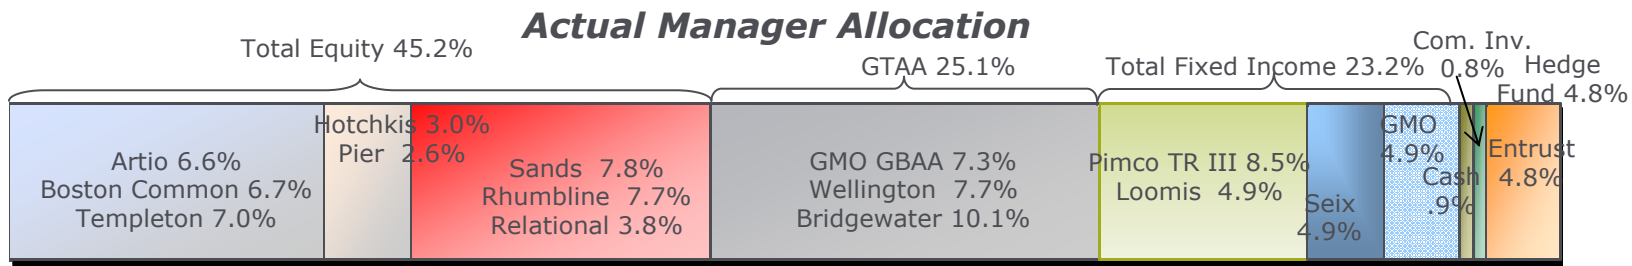 Actual Manager Allocation
Total Equity 45.2%
GTAA 25.1%
Total Fixed Income 23.2%
Com. Inv.
0.8%
Hedge
Fund 4.8%
Artio 6.6%
Boston Common 6.7%
Templeton 7.0%
Hotchkis 3.0%
Pier  2.6%
Sands  7.8%
Rhumbline  7.7%
Relational 3.8%
GMO GBAA 7.3%
Wellington  7.7%
Bridgewater 10.1%
Pimco TR III 8.5%
Loomis  4.9%
Seix
4.9%
GMO
4.9%
Cash
.9%
Entrust
4.8%